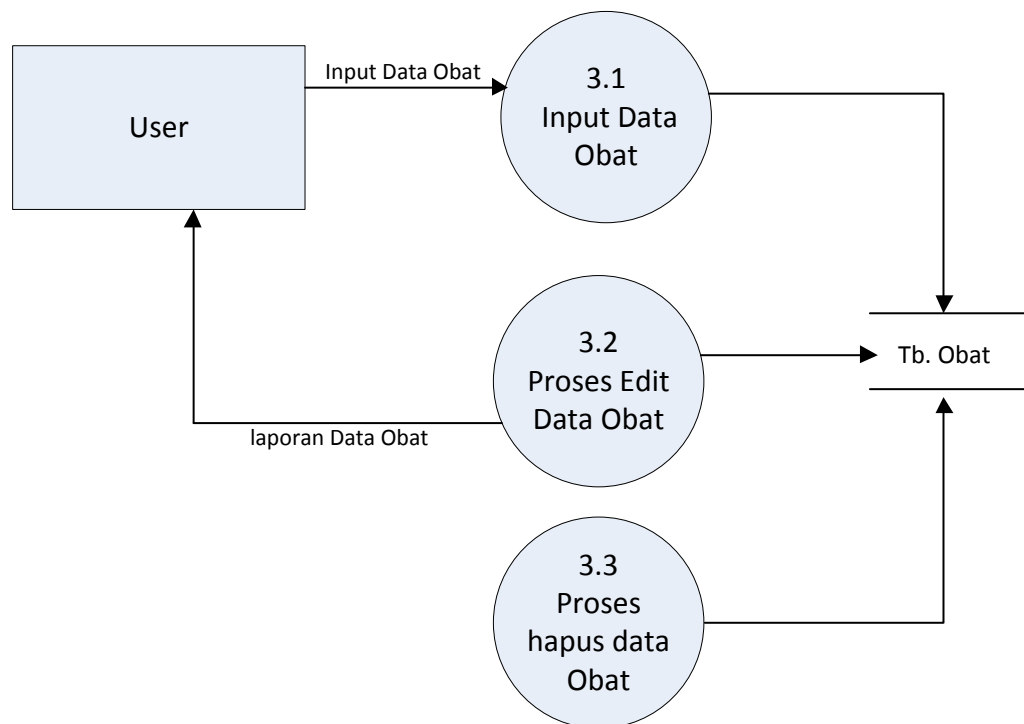 User
Input Data Obat
3.1
Input Data
Obat
3.2
Proses Edit
Data Obat
Tb. Obat
laporan Data Obat
3.3
Proses
hapus data
Obat